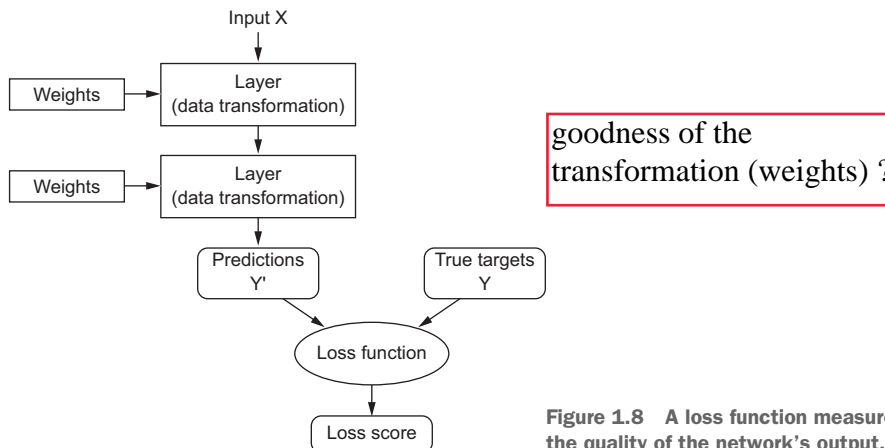 Input X
Weights
Layer
(data transformation)
goodness of the
transformation (weights) ?
Weights
Layer
(data transformation)
Predictions
Y'
True targets
Y
Loss function
Loss score
Figure 1.8 A loss function measure
the quality of the network's output.